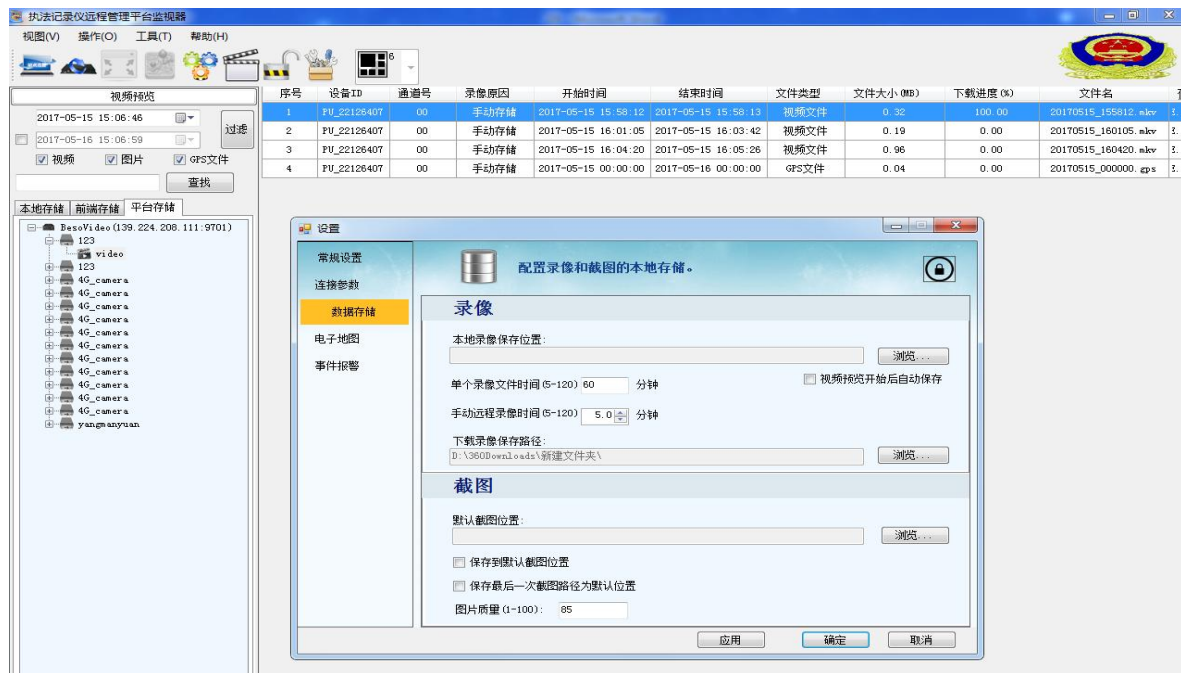 执法记录仪远程管理平台监视器
视图(V) 操作(O) 工具(T) 帮助(H)
6
视频预览
2017-05-15 15:06:46
2017-05-16 15:06:59
过滤
视频 图片 GPS文件
查找
本地存储 前端存储 平台存储
BesoVideo(139.224.208.111:9701)
123
video
123
4G_camera
4G_camera
4G_camera
4G_camera
4G_camera
4G_camera
4G_camera
4G_camera
4G_camera
4G_camera
4G_camera
yangmanyuan
序号 设备ID 通道号 录像原因 开始时间 结束时间 文件类型 文件大小(MB) 下载进度(%) 文件名
1 PU_22126407 00 手动存储 2017-05-15 15:58:12 2017-05-15 15:58:13 视频文件 0.32 100.00 20170515_155812.mkv
2 PU_22126407 00 手动存储 2017-05-15 16:01:05 2017-05-15 16:03:42 视频文件 0.19 0.00 20170515_160105.mkv
3 PU_22126407 00 手动存储 2017-05-15 16:04:20 2017-05-15 16:05:26 视频文件 0.96 0.00 20170515_160420.mkv
4 PU_22126407 00 手动存储 2017-05-15 00:00:00 2017-05-16 00:00:00 GPS文件 0.04 0.00 20170515_000000.gps
设置
常规设置
连接参数
数据存储
电子地图
事件报警
配置录像和截图的本地存储。
录像
本地录像保存位置:
浏览...
单个录像文件时间(5-120) 60 分钟
视频预览开始后自动保存
手动远程录像时间(5-120) 5.0 分钟
下载录像保存路径:
D:\360Downloads\新建文件夹\ 浏览...
截图
默认截图位置:
浏览...
保存到默认截图位置
保存最后一次截图路径为默认位置
图片质量(1-100): 85
应用 确定 取消